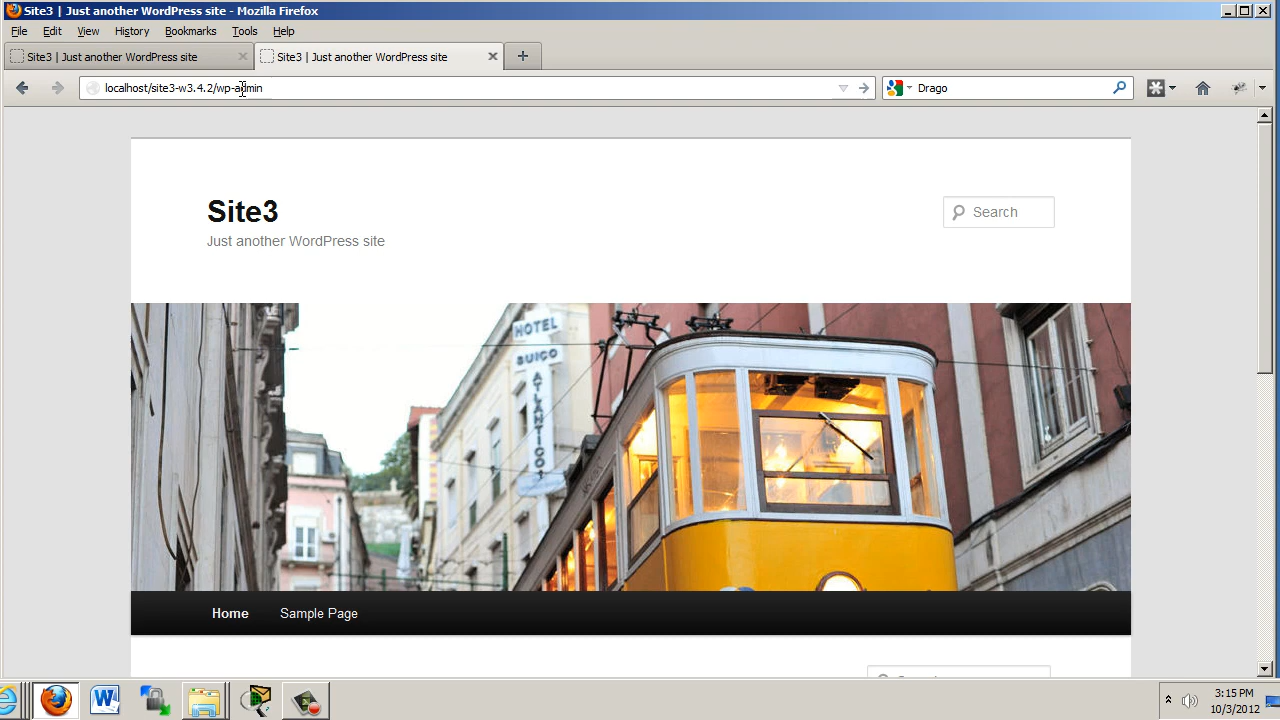 Site3 | Just another WordPress site - Mozilla Firefox
File Edit View History Bookmarks Tools Help
Site3 | Just another WordPress site
Site3 | Just another WordPress site
localhost/site3-w3.4.2/wp-admin
Drago
Site3
Search
Just another WordPress site
HOTEL
SUIÇO
ATLANTICO
Home Sample Page
3:15 PM
10/3/2012